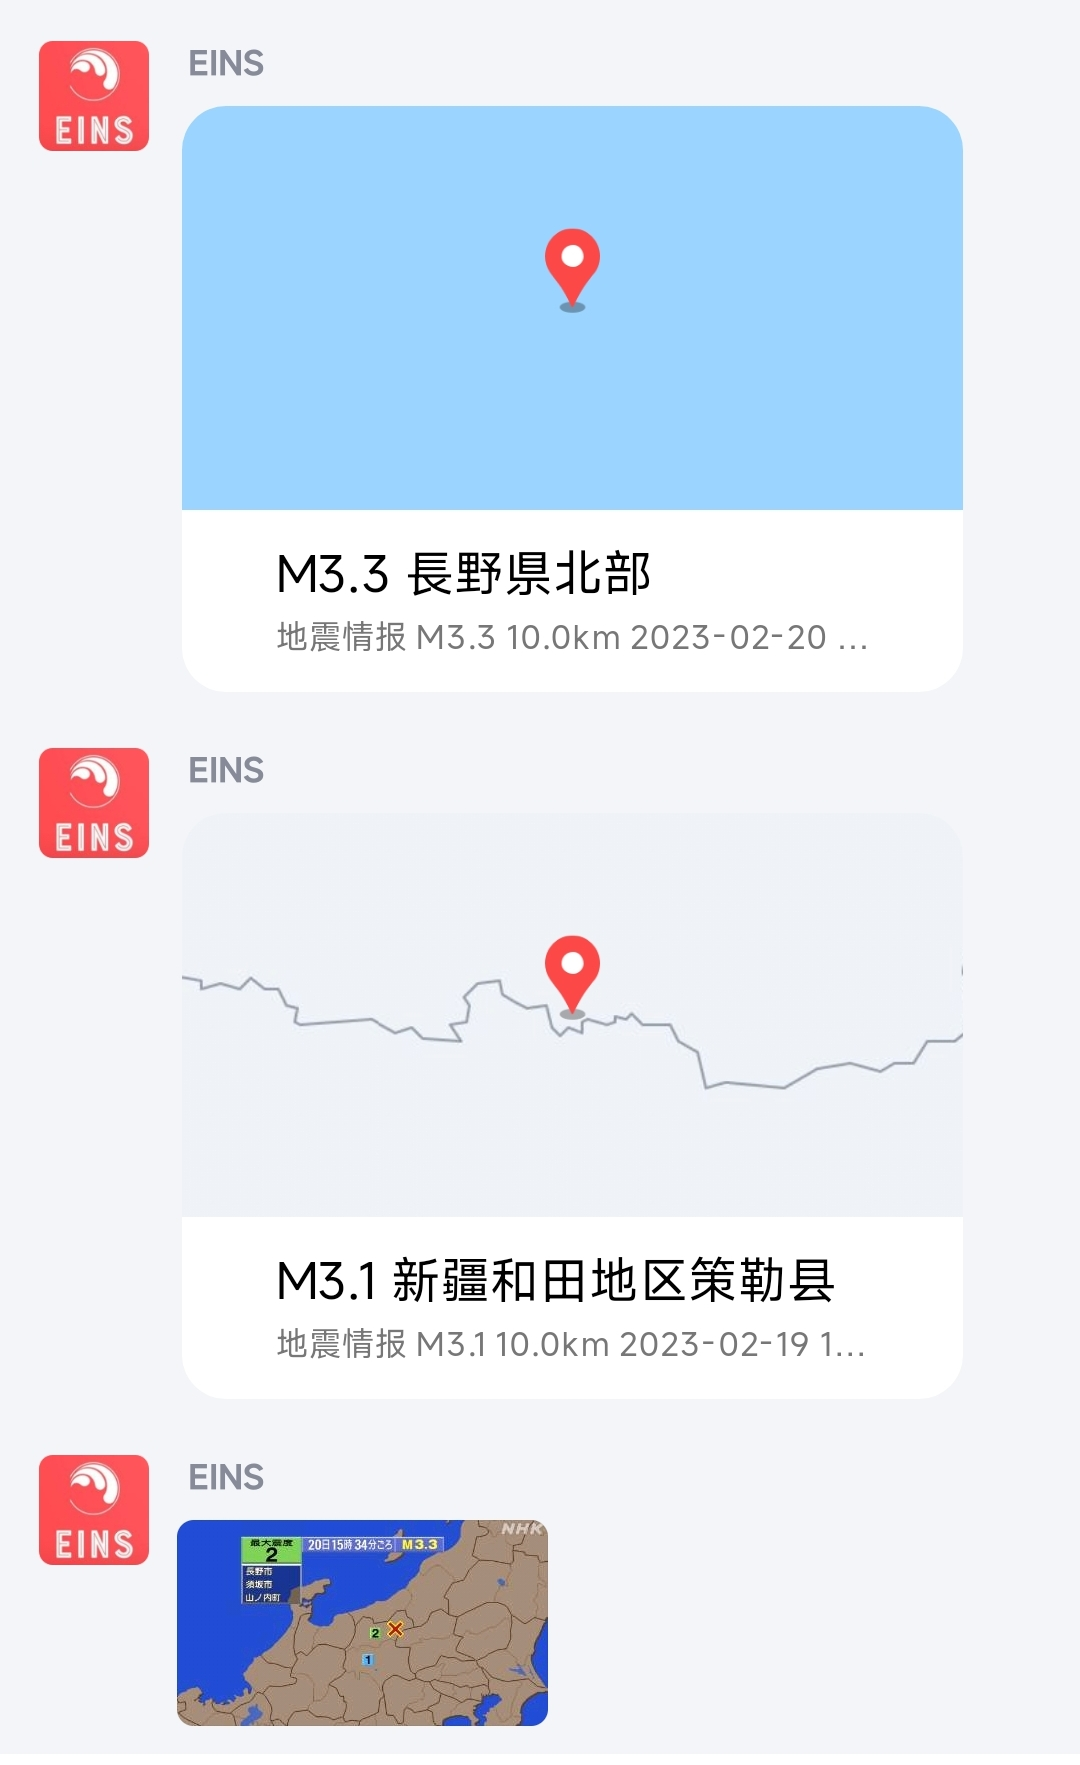 EINS
EINS
M3.3 長野県北部
地震情报 M3.3 10.0km 2023-02-20 ...
EINS
EINS
M3.1 新疆和田地区策勒县
地震情报 M3.1 10.0km 2023-02-19 1...
EINS
EINS
NHK
最大震度
2
20日15時34分ごろ M3.3
長野市
須坂市
山ノ内町
2
1